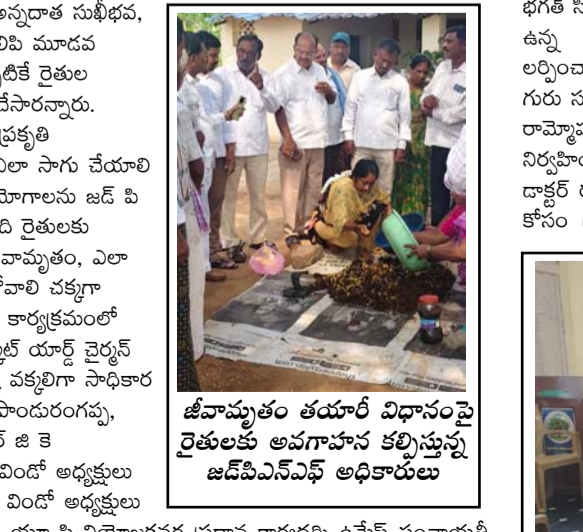 అన్నదాత సుఖీభవ,
లిపి మూడవ
టికే రైతుల
చేసారన్నారు.
ప్రకృతి
ఎలా సాగు చేయాలి
యోగాలను జడ్ పి
ది రైతులకు
వామృతం, ఎలా
కోవాలి చక్కగా
కార్యక్రమంలో
కెట్ యార్డ్ చైర్మన్
వక్కలిగా సాధికార
పాండురంగప్ప,
ర్ జి కె
విండో అధ్యక్షులు
విండో అధ్యక్షులు
జీవామృతం తయారీ విధానంపై
రైతులకు అవగాహన కల్పిస్తున్న
జడ్‌పిఎన్ఎఫ్ అధికారులు
భగత్ సి
ఉన్న
లర్పించా
గురు స
రామ్మోహ
నిర్వహిం
డాక్టర్
కోసం